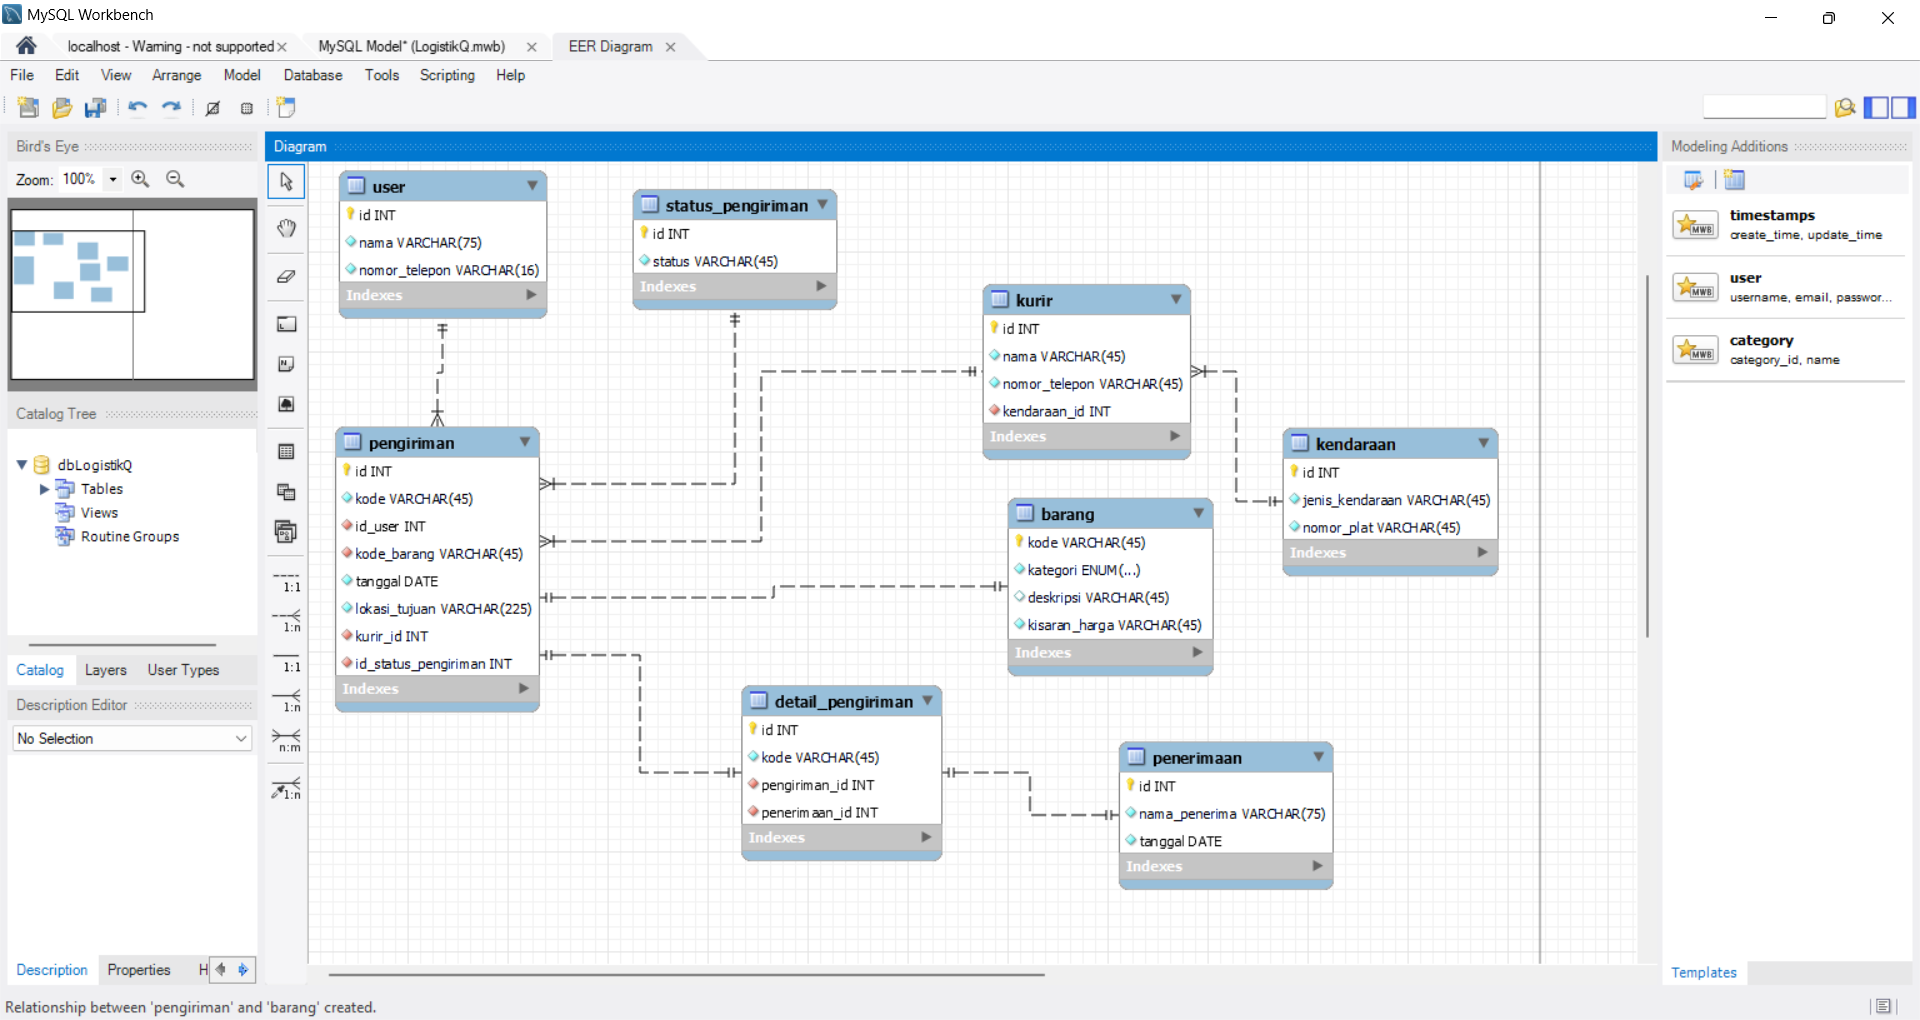 MySQL Workbench
localhost - Warning - not supported
MySQL Model* (LogistikQ.mwb)
EER Diagram
File Edit View Arrange Model Database Tools Scripting Help
Bird's Eye
Zoom: 100%
Diagram
user
id INT
nama VARCHAR(75)
nomor_telepon VARCHAR(16)
Indexes
status_pengiriman
id INT
status VARCHAR(45)
Indexes
kurir
id INT
nama VARCHAR(45)
nomor_telepon VARCHAR(45)
kendaraan_id INT
Indexes
pengiriman
id INT
kode VARCHAR(45)
id_user INT
kode_barang VARCHAR(45)
tanggal DATE
lokasi_tujuan VARCHAR(225)
kurir_id INT
id_status_pengiriman INT
Indexes
kendaraan
id INT
jenis_kendaraan VARCHAR(45)
nomor_plat VARCHAR(45)
Indexes
barang
kode VARCHAR(45)
kategori ENUM(...)
deskripsi VARCHAR(45)
kisaran_harga VARCHAR(45)
Indexes
detail_pengiriman
id INT
kode VARCHAR(45)
pengiriman_id INT
penerimaan_id INT
Indexes
penerimaan
id INT
nama_penerima VARCHAR(75)
tanggal DATE
Indexes
1:1
1:n
1:1
1:n
n:m
1:n
Catalog Tree
dbLogistikQ
Tables
Views
Routine Groups
Catalog Layers User Types
Description Editor
No Selection
Description Properties H
Modeling Additions
timestamps
create_time, update_time
user
username, email, passwor...
category
category_id, name
MWB
MWB
MWB
Templates
Relationship between 'pengiriman' and 'barang' created.